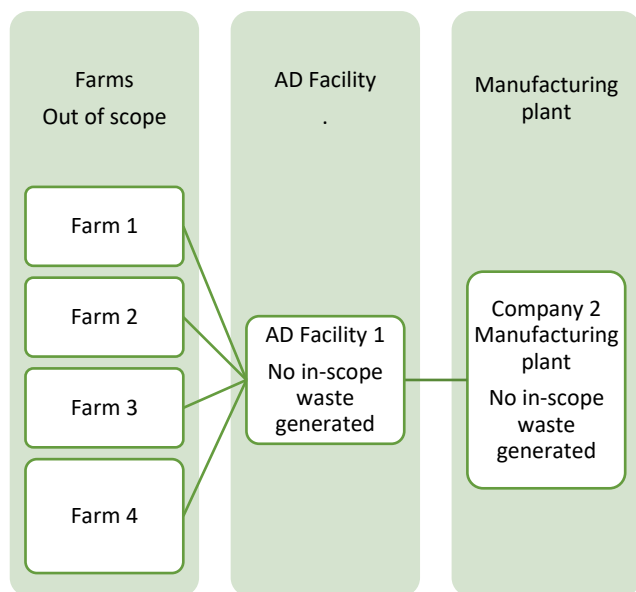 Farms
Out of scope
AD Facility
.
Manufacturing
plant
Farm 1
Farm 2
Farm 3
Farm 4
AD Facility 1
No in-scope
waste
generated
Company 2
Manufacturing
plant
No in-scope
waste
generated